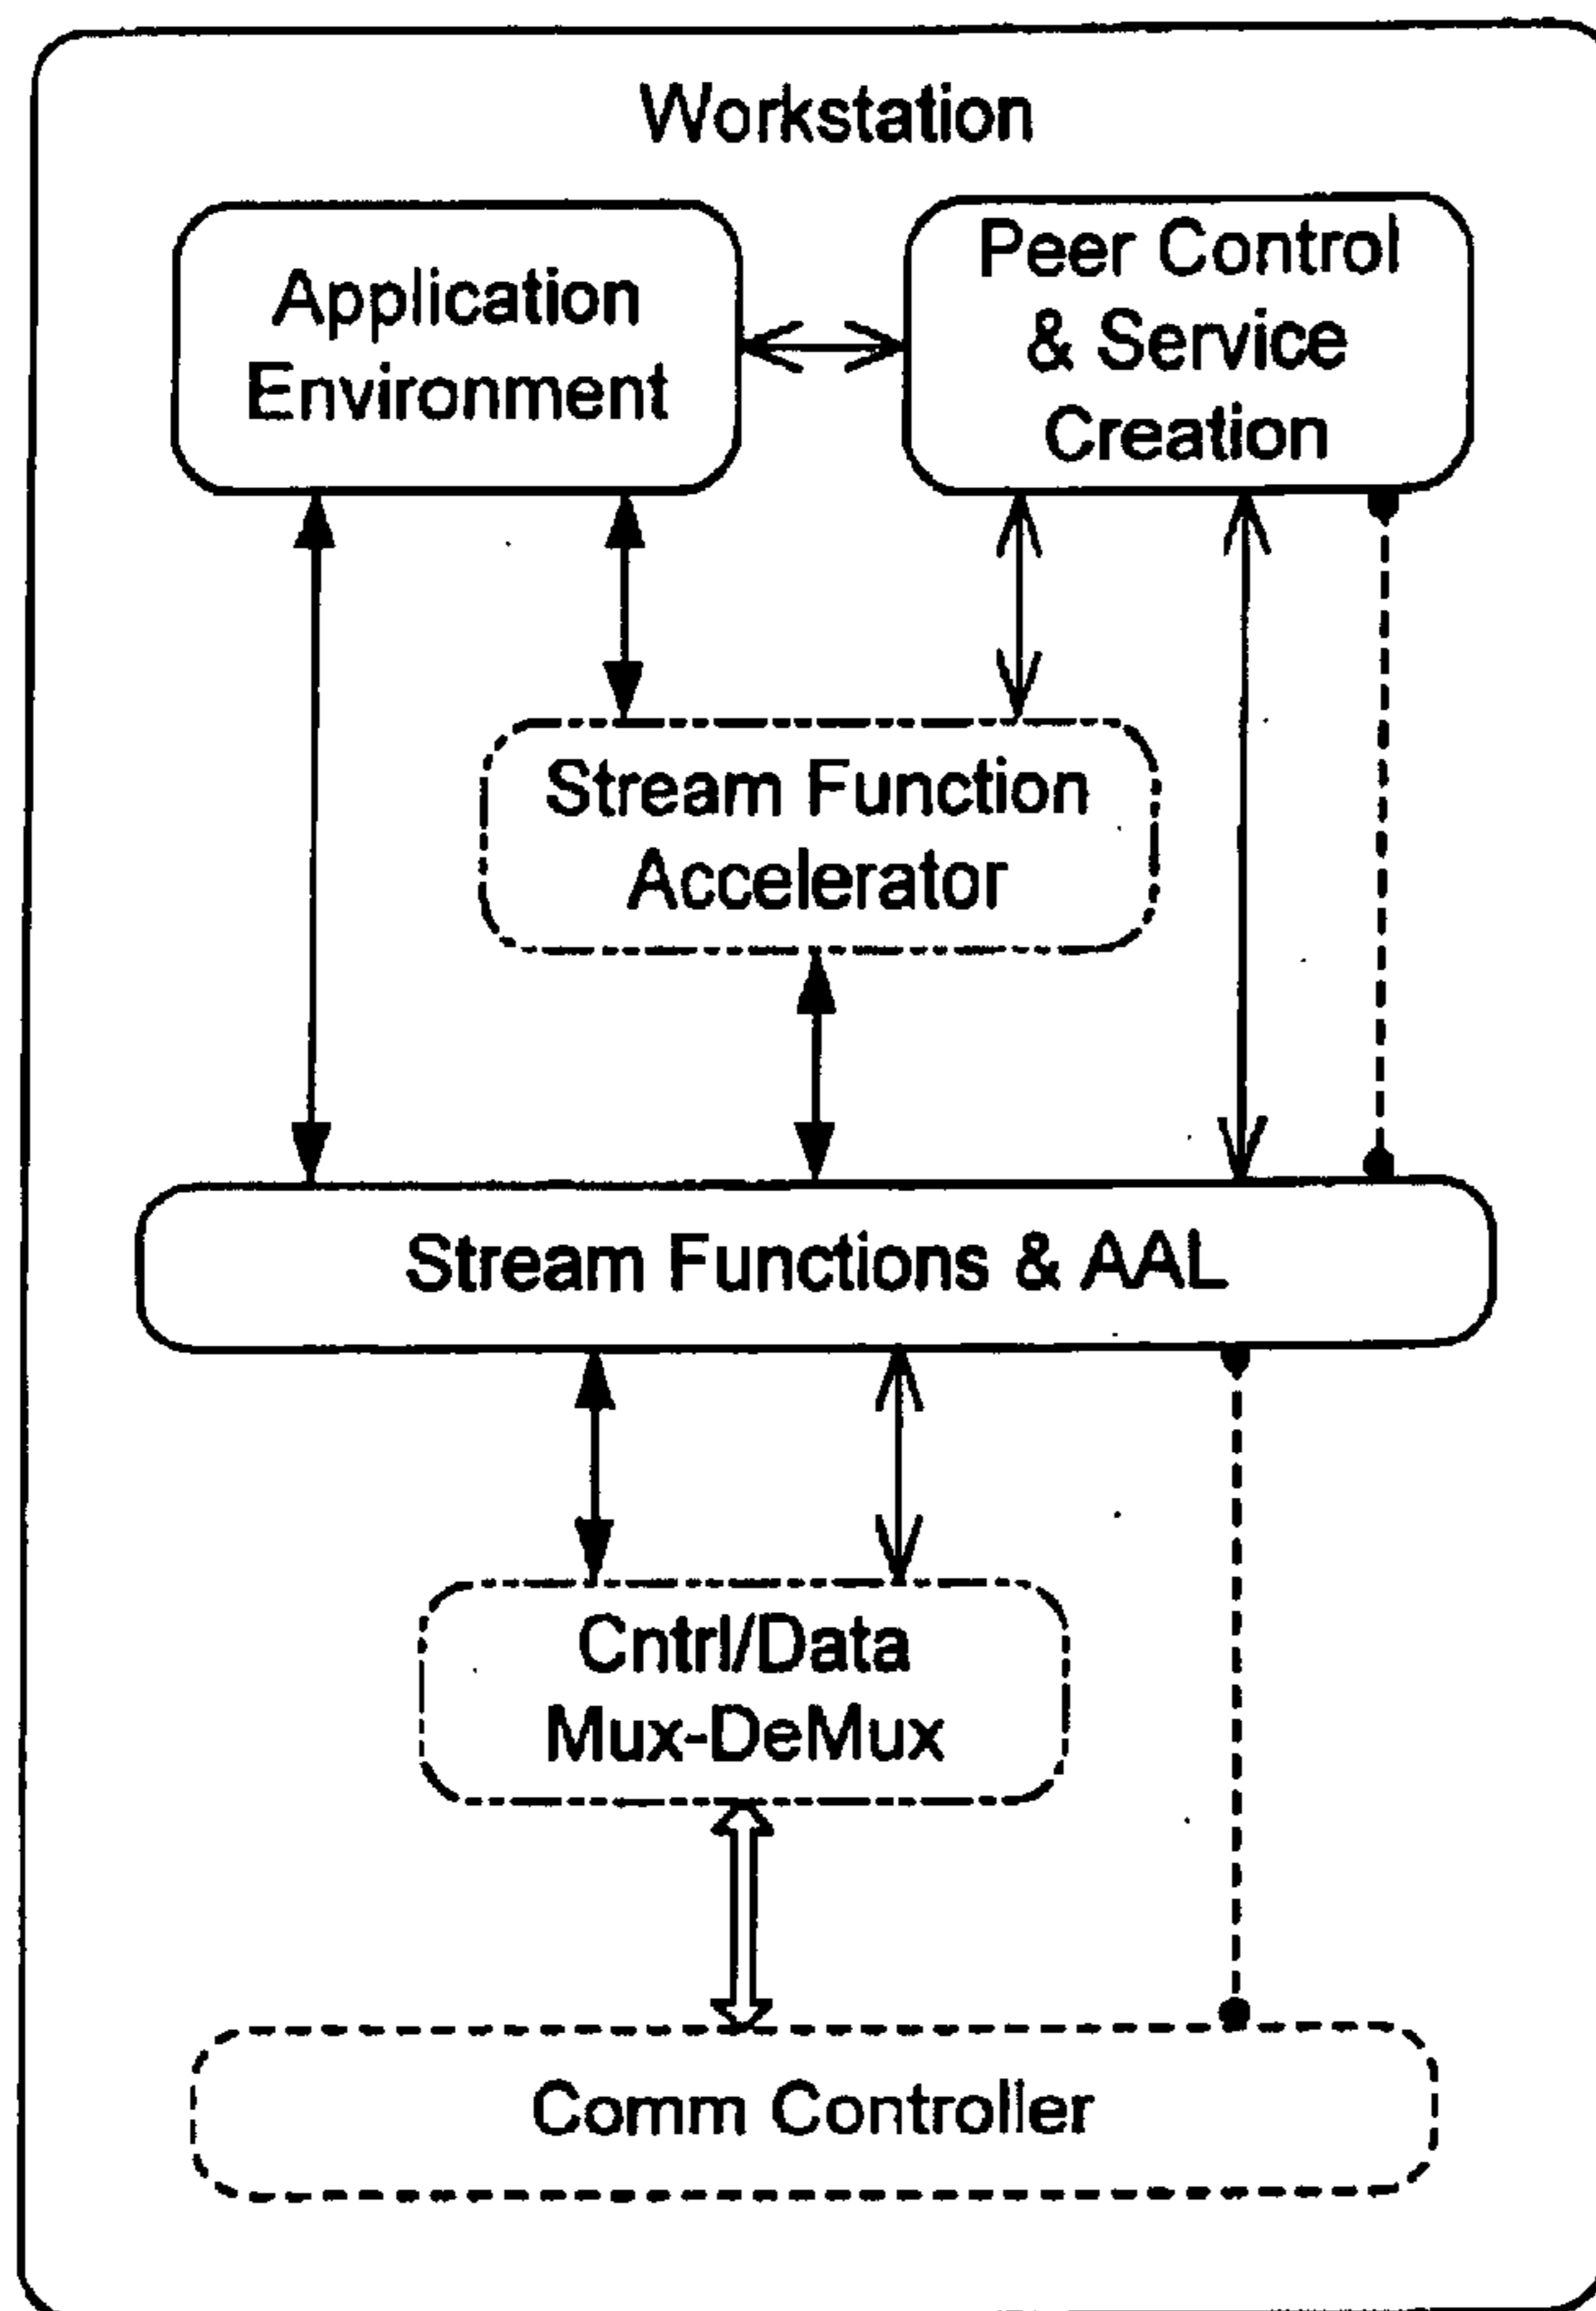 Workstation
Application
Environment
Peer Control
& Service
Creation
Stream Function
Accelerator
Stream Functions & AAL
Cntrl/Data
Mux-DeMux
Comm Controller